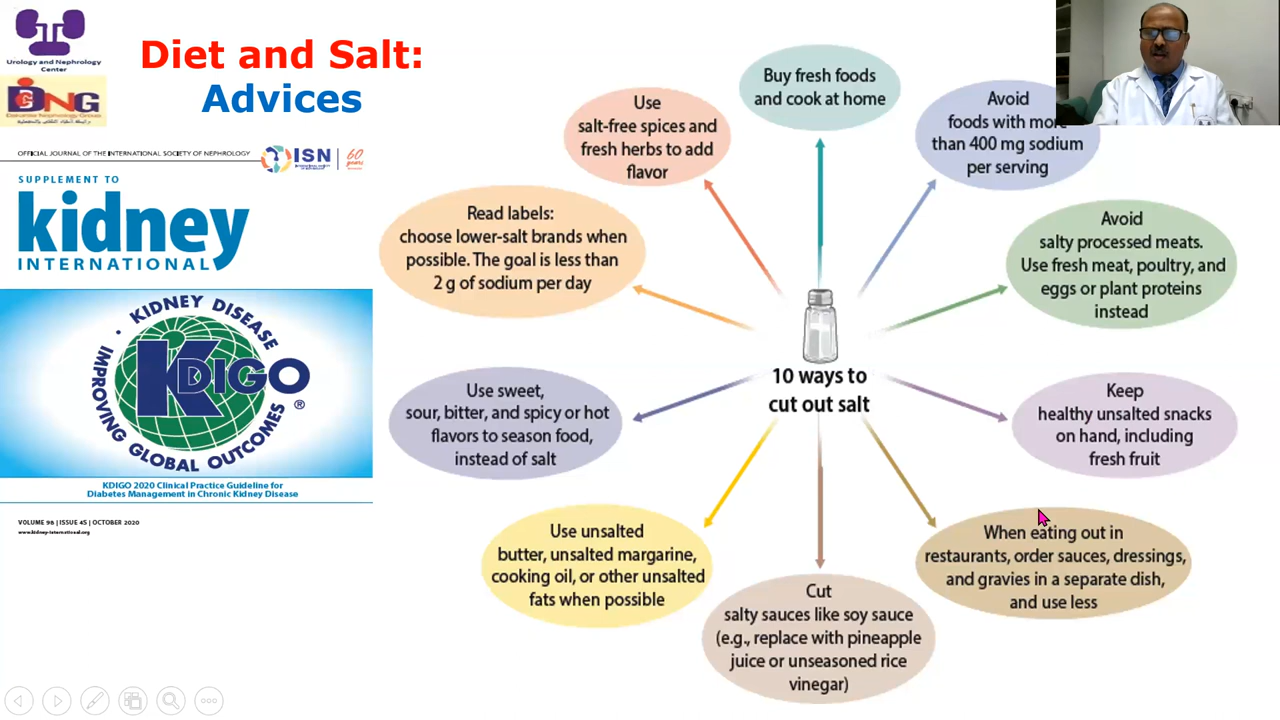 Urology and Nephrology
Center
DNG
Diet and Salt:
Advices
OFFICIAL JOURNAL OF THE INTERNATIONAL SOCIETY OF NEPHROLOGY
ISN
60
years
SUPPLEMENT TO
kidney
INTERNATIONAL
KIDNEY DISEASE
IMPROVING GLOBAL OUTCOMES
KDIGO
®
KDIGO 2020 Clinical Practice Guideline for
Diabetes Management in Chronic Kidney Disease
VOLUME 98 | ISSUE 4S | OCTOBER 2020
www.kidney-international.org
Buy fresh foods
and cook at home
Avoid
foods with more
than 400 mg sodium
per serving
Avoid
salty processed meats.
Use fresh meat, poultry, and
eggs or plant proteins
instead
Keep
healthy unsalted snacks
on hand, including
fresh fruit
When eating out in
restaurants, order sauces, dressings,
and gravies in a separate dish,
and use less
Cut
salty sauces like soy sauce
(e.g., replace with pineapple
juice or unseasoned rice
vinegar)
Use unsalted
butter, unsalted margarine,
cooking oil, or other unsalted
fats when possible
Use sweet,
sour, bitter, and spicy or hot
flavors to season food,
instead of salt
Read labels:
choose lower-salt brands when
possible. The goal is less than
2 g of sodium per day
Use
salt-free spices and
fresh herbs to add
flavor
10 ways to
cut out salt